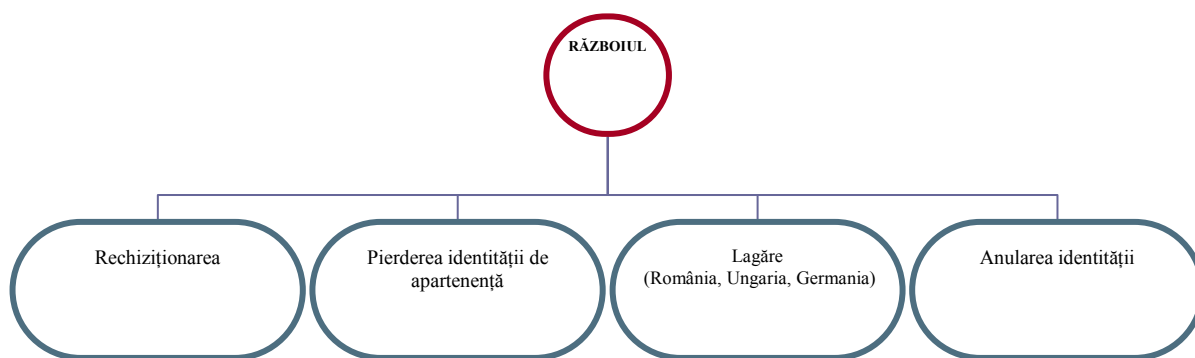 RĂZBOIUL
Rechiziționarea
Pierderea identității de
apartenență
Lagăre
(România, Ungaria, Germania)
Anularea identității